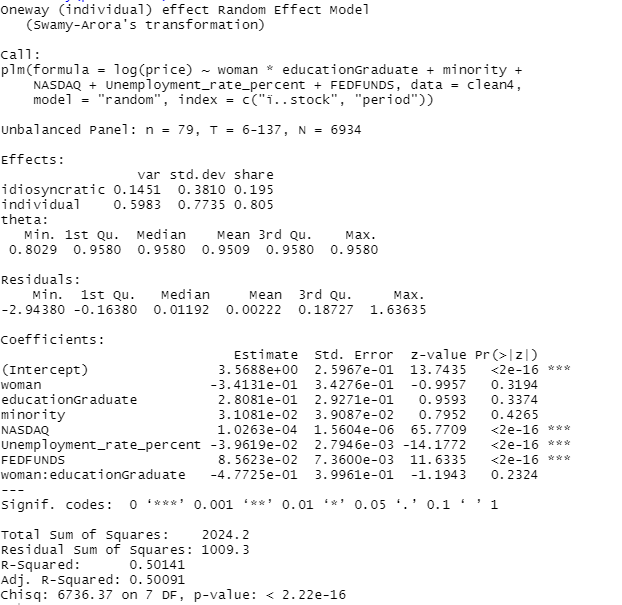 Oneway (individual) effect Random Effect Model
(Swamy-Arora's transformation)
Call:
plm(formula = log(price) ~ woman * educationGraduate + minority +
NASDAQ + Unemployment_rate_percent + FEDFUNDS, data = clean4,
model = "random", index = c("ï..stock", "period"))
Unbalanced Panel: n = 79, T = 6-137, N = 6934
Effects:
var std.dev share
idiosyncratic 0.1451 0.3810 0.195
individual 0.5983 0.7735 0.805
theta:
Min. 1st Qu. Median Mean 3rd Qu. Max.
0.8029 0.9580 0.9580 0.9509 0.9580 0.9580
Residuals:
Min. 1st Qu. Median Mean 3rd Qu. Max.
-2.94380 -0.16380 0.01192 0.00222 0.18727 1.63635
Coefficients:
Estimate Std. Error z-value Pr(>|z|)
(Intercept) 3.5688e+00 2.5967e-01 13.7435 <2e-16 ***
woman -3.4131e-01 3.4276e-01 -0.9957 0.3194
educationGraduate 2.8081e-01 2.9271e-01 0.9593 0.3374
minority 3.1081e-02 3.9087e-02 0.7952 0.4265
NASDAQ 1.0263e-04 1.5604e-06 65.7709 <2e-16 ***
Unemployment_rate_percent -3.9619e-02 2.7946e-03 -14.1772 <2e-16 ***
FEDFUNDS 8.5623e-02 7.3600e-03 11.6335 <2e-16 ***
woman:educationGraduate -4.7725e-01 3.9961e-01 -1.1943 0.2324
---
Signif. codes: 0 ‘***’ 0.001 ‘**’ 0.01 ‘*’ 0.05 ‘.’ 0.1 ‘ ’ 1
Total Sum of Squares: 2024.2
Residual Sum of Squares: 1009.3
R-Squared: 0.50141
Adj. R-Squared: 0.50091
Chisq: 6736.37 on 7 DF, p-value: < 2.22e-16